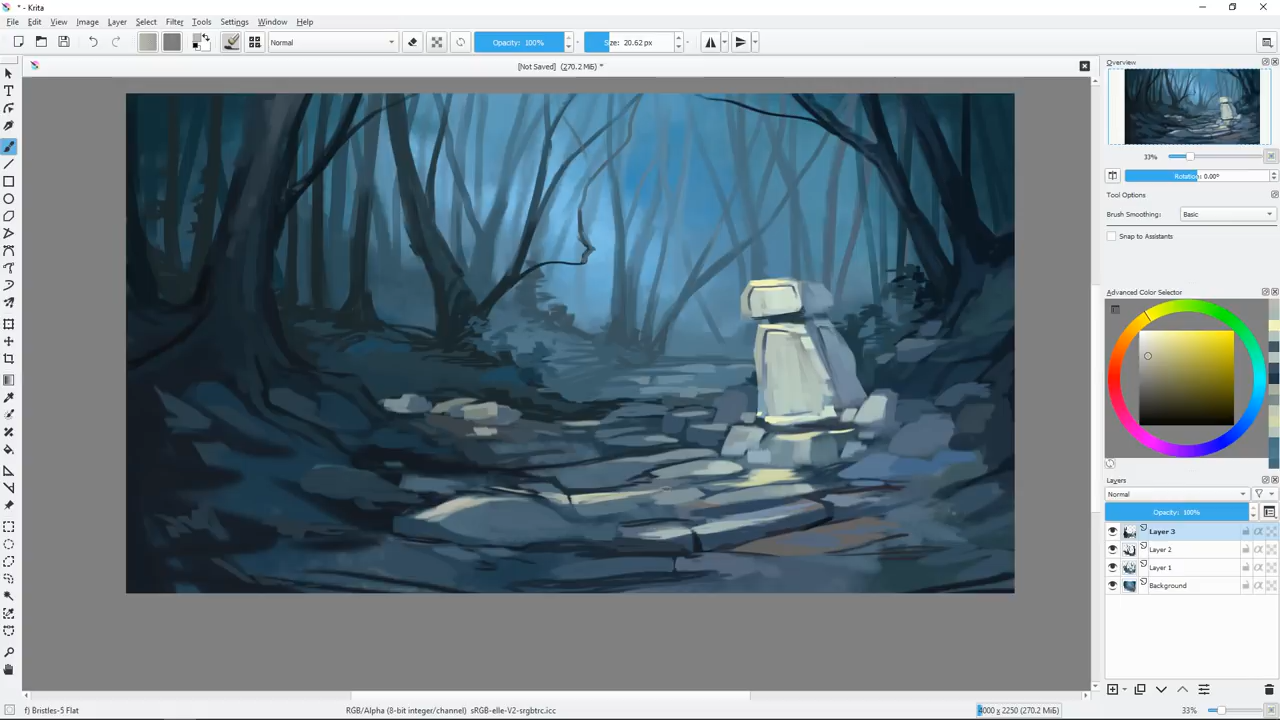 * - Krita
File Edit View Image Layer Select Filter Tools Settings Window Help
Normal Opacity: 100% Size: 20.62 px
[Not Saved] (270.2 MiB) *
Overview
33%
Rotation: 0.00°
Tool Options
Brush Smoothing: Basic
Snap to Assistants
Advanced Color Selector
Layers
Normal
Opacity: 100%
Layer 3
Layer 2
Layer 1
Background
f) Bristles-5 Flat RGB/Alpha (8-bit integer/channel) sRGB-elle-V2-srgbtrc.icc 4000 x 2250 (270.2 MiB) 33%